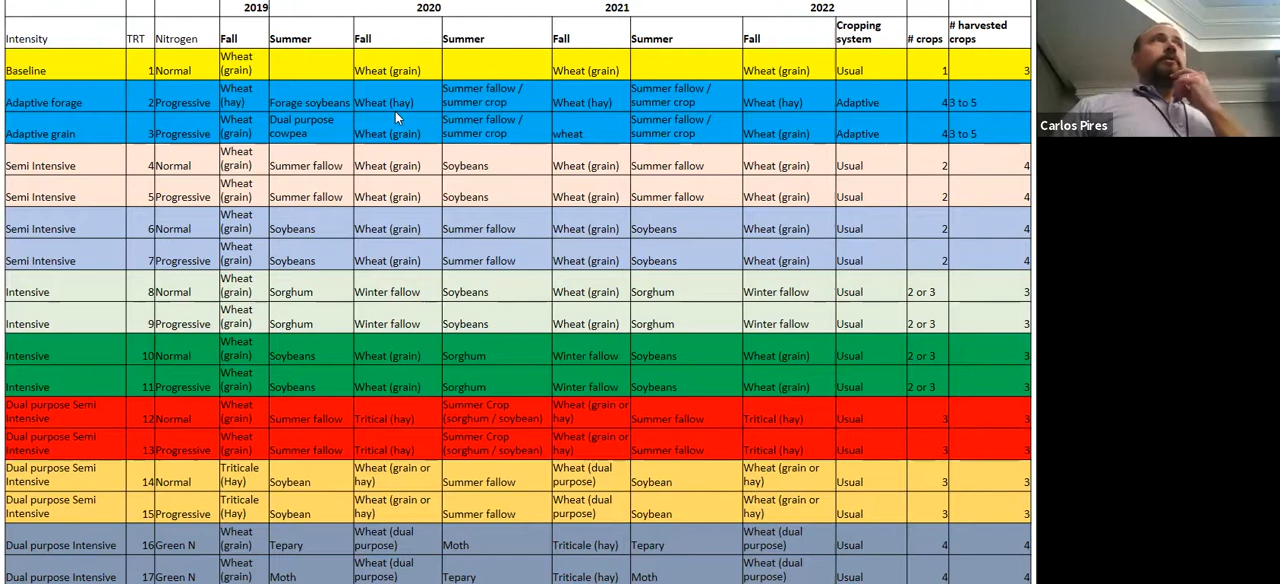 2019 2020 2021 2022
Intensity TRT Nitrogen Fall Summer Fall Summer Fall Summer Fall Cropping system # crops # harvested crops
Baseline 1 Normal Wheat (grain) Wheat (grain) Wheat (grain) Wheat (grain) Usual 1 3
Adaptive forage 2 Progressive Wheat (hay) Forage soybeans Wheat (hay) Summer fallow / summer crop Wheat (hay) Summer fallow / summer crop Wheat (hay) Adaptive 4 3 to 5
Adaptive grain 3 Progressive Wheat (grain) Dual purpose cowpea Wheat (grain) Summer fallow / summer crop wheat Summer fallow / summer crop Wheat (grain) Adaptive 4 3 to 5
Semi Intensive 4 Normal Wheat (grain) Summer fallow Wheat (grain) Soybeans Wheat (grain) Summer fallow Wheat (grain) Usual 2 4
Semi Intensive 5 Progressive Wheat (grain) Summer fallow Wheat (grain) Soybeans Wheat (grain) Summer fallow Wheat (grain) Usual 2 4
Semi Intensive 6 Normal Wheat (grain) Soybeans Wheat (grain) Summer fallow Wheat (grain) Soybeans Wheat (grain) Usual 2 4
Semi Intensive 7 Progressive Wheat (grain) Soybeans Wheat (grain) Summer fallow Wheat (grain) Soybeans Wheat (grain) Usual 2 4
Intensive 8 Normal Wheat (grain) Sorghum Winter fallow Soybeans Wheat (grain) Sorghum Winter fallow Usual 2 or 3 3
Intensive 9 Progressive Wheat (grain) Sorghum Winter fallow Soybeans Wheat (grain) Sorghum Winter fallow Usual 2 or 3 3
Intensive 10 Normal Wheat (grain) Soybeans Wheat (grain) Sorghum Winter fallow Soybeans Wheat (grain) Usual 2 or 3 3
Intensive 11 Progressive Wheat (grain) Soybeans Wheat (grain) Sorghum Winter fallow Soybeans Wheat (grain) Usual 2 or 3 3
Dual purpose Semi Intensive 12 Normal Wheat (grain) Summer fallow Tritical (hay) Summer Crop (sorghum / soybean) Wheat (grain or hay) Summer fallow Tritical (hay) Usual 3 3
Dual purpose Semi Intensive 13 Progressive Wheat (grain) Summer fallow Tritical (hay) Summer Crop (sorghum / soybean) Wheat (grain or hay) Summer fallow Tritical (hay) Usual 3 3
Dual purpose Semi Intensive 14 Normal Triticale (Hay) Soybean Wheat (grain or hay) Summer fallow Wheat (dual purpose) Soybean Wheat (grain or hay) Usual 3 3
Dual purpose Semi Intensive 15 Progressive Triticale (Hay) Soybean Wheat (grain or hay) Summer fallow Wheat (dual purpose) Soybean Wheat (grain or hay) Usual 3 3
Dual purpose Intensive 16 Green N Wheat (grain) Tepary Wheat (dual purpose) Moth Triticale (hay) Tepary Wheat (dual purpose) Usual 4 4
Dual purpose Intensive 17 Green N Wheat (grain) Moth Wheat (dual purpose) Tepary Triticale (hay) Moth Wheat (dual purpose) Usual 4 4
Carlos Pires